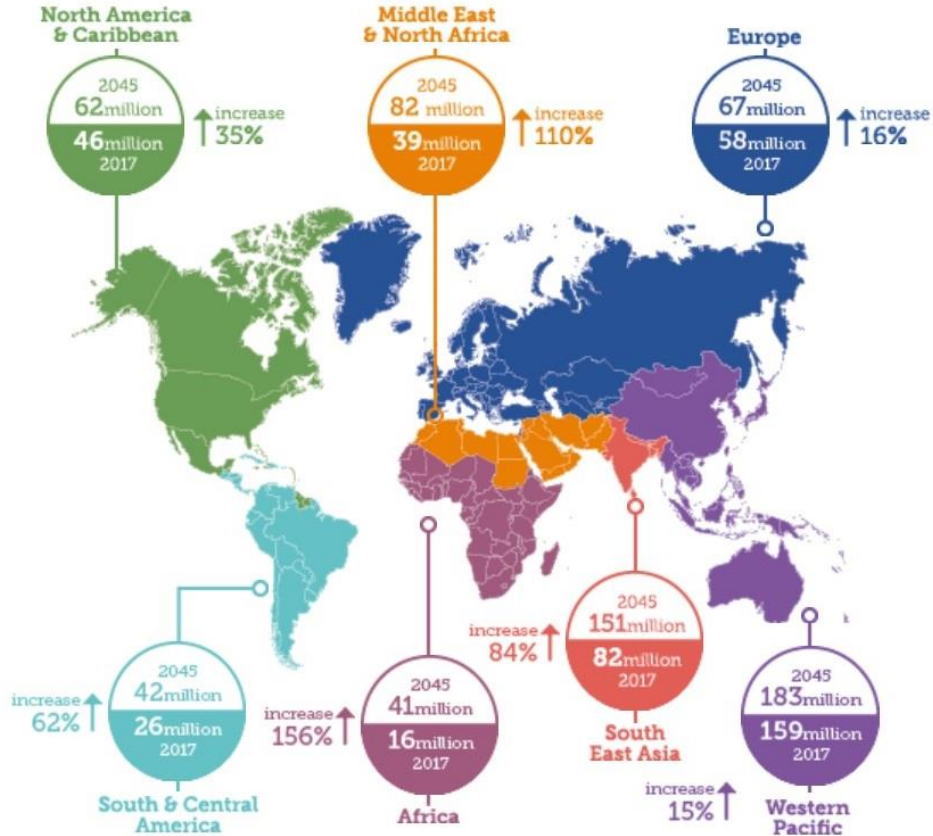 North America
& Caribbean
2045
62million
46million
2017
increase
35%
Middle East
& North Africa
2045
82 million
39million
2017
increase
110%
Europe
2045
67million
58million
2017
increase
16%
increase
62%
2045
42million
26million
2017
South & Central
America
increase
156%
2045
41million
16million
2017
Africa
increase
84%
2045
151million
82million
2017
South
East Asia
increase
15%
2045
183million
159million
2017
Western
Pacific